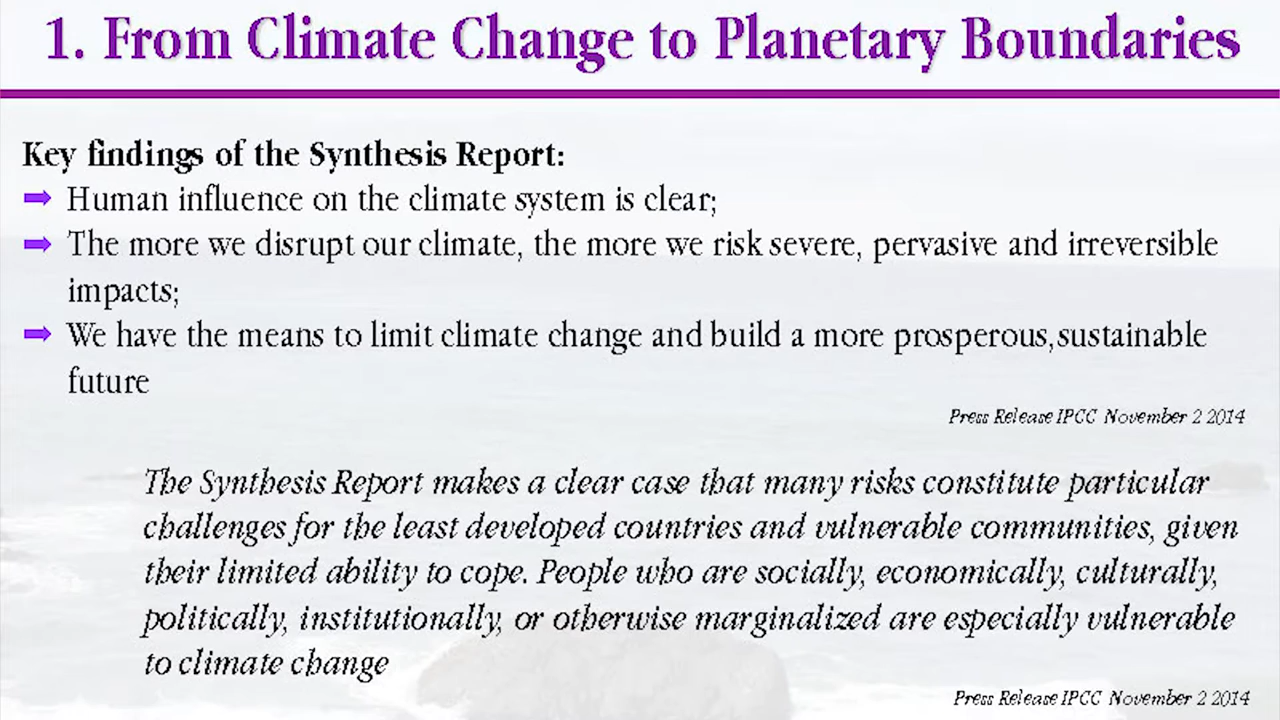 1. From Climate Change to Planetary Boundaries
Key findings of the Synthesis Report:
Human influence on the climate system is clear;
The more we disrupt our climate, the more we risk severe, pervasive and irreversible
impacts;
We have the means to limit climate change and build a more prosperous, sustainable
future
Press Release IPCC November 2 2014
The Synthesis Report makes a clear case that many risks constitute particular
challenges for the least developed countries and vulnerable communities, given
their limited ability to cope. People who are socially, economically, culturally,
politically, institutionally, or otherwise marginalized are especially vulnerable
to climate change
Press Release IPCC November 2 2014